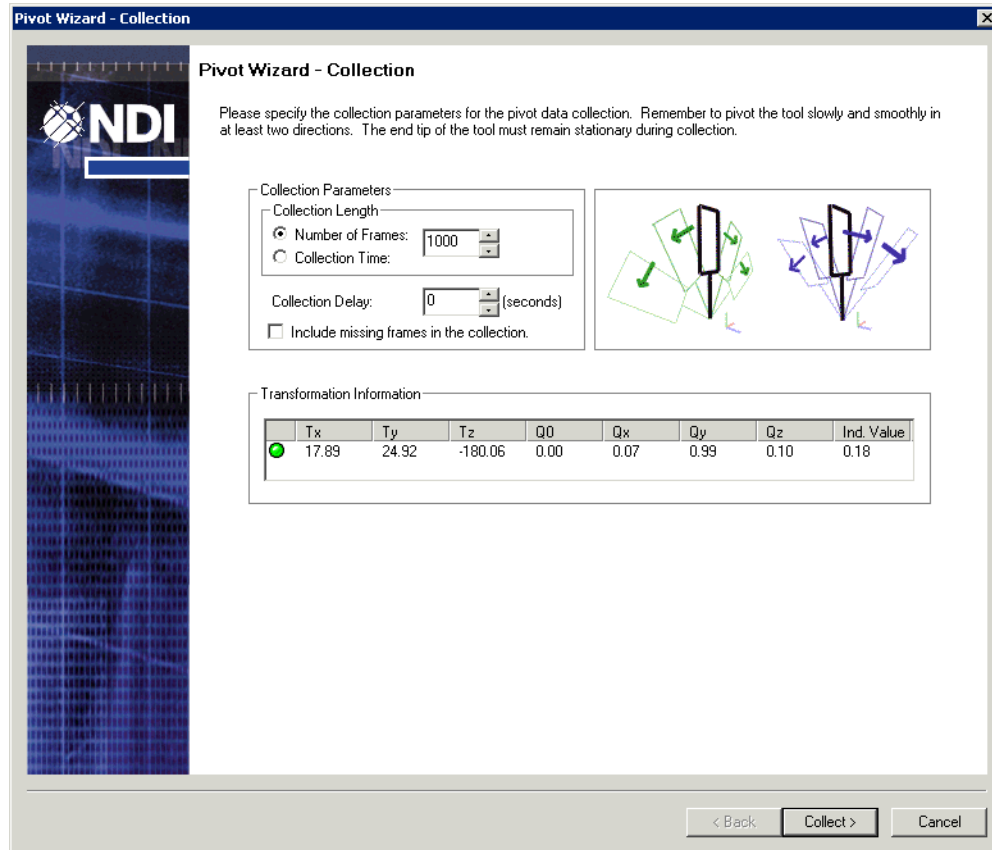 Pivot Wizard - Collection
NDI
Pivot Wizard - Collection
Please specify the collection parameters for the pivot data collection. Remember to pivot the tool slowly and smoothly in
at least two directions. The end tip of the tool must remain stationary during collection.
Collection Parameters
Collection Length
Number of Frames: 1000
Collection Time:
Collection Delay: 0 (seconds)
Include missing frames in the collection.
Transformation Information
Tx Ty Tz Q0 Qx Qy Qz Ind. Value
17.89 24.92 -180.06 0.00 0.07 0.99 0.10 0.18
< Back Collect > Cancel